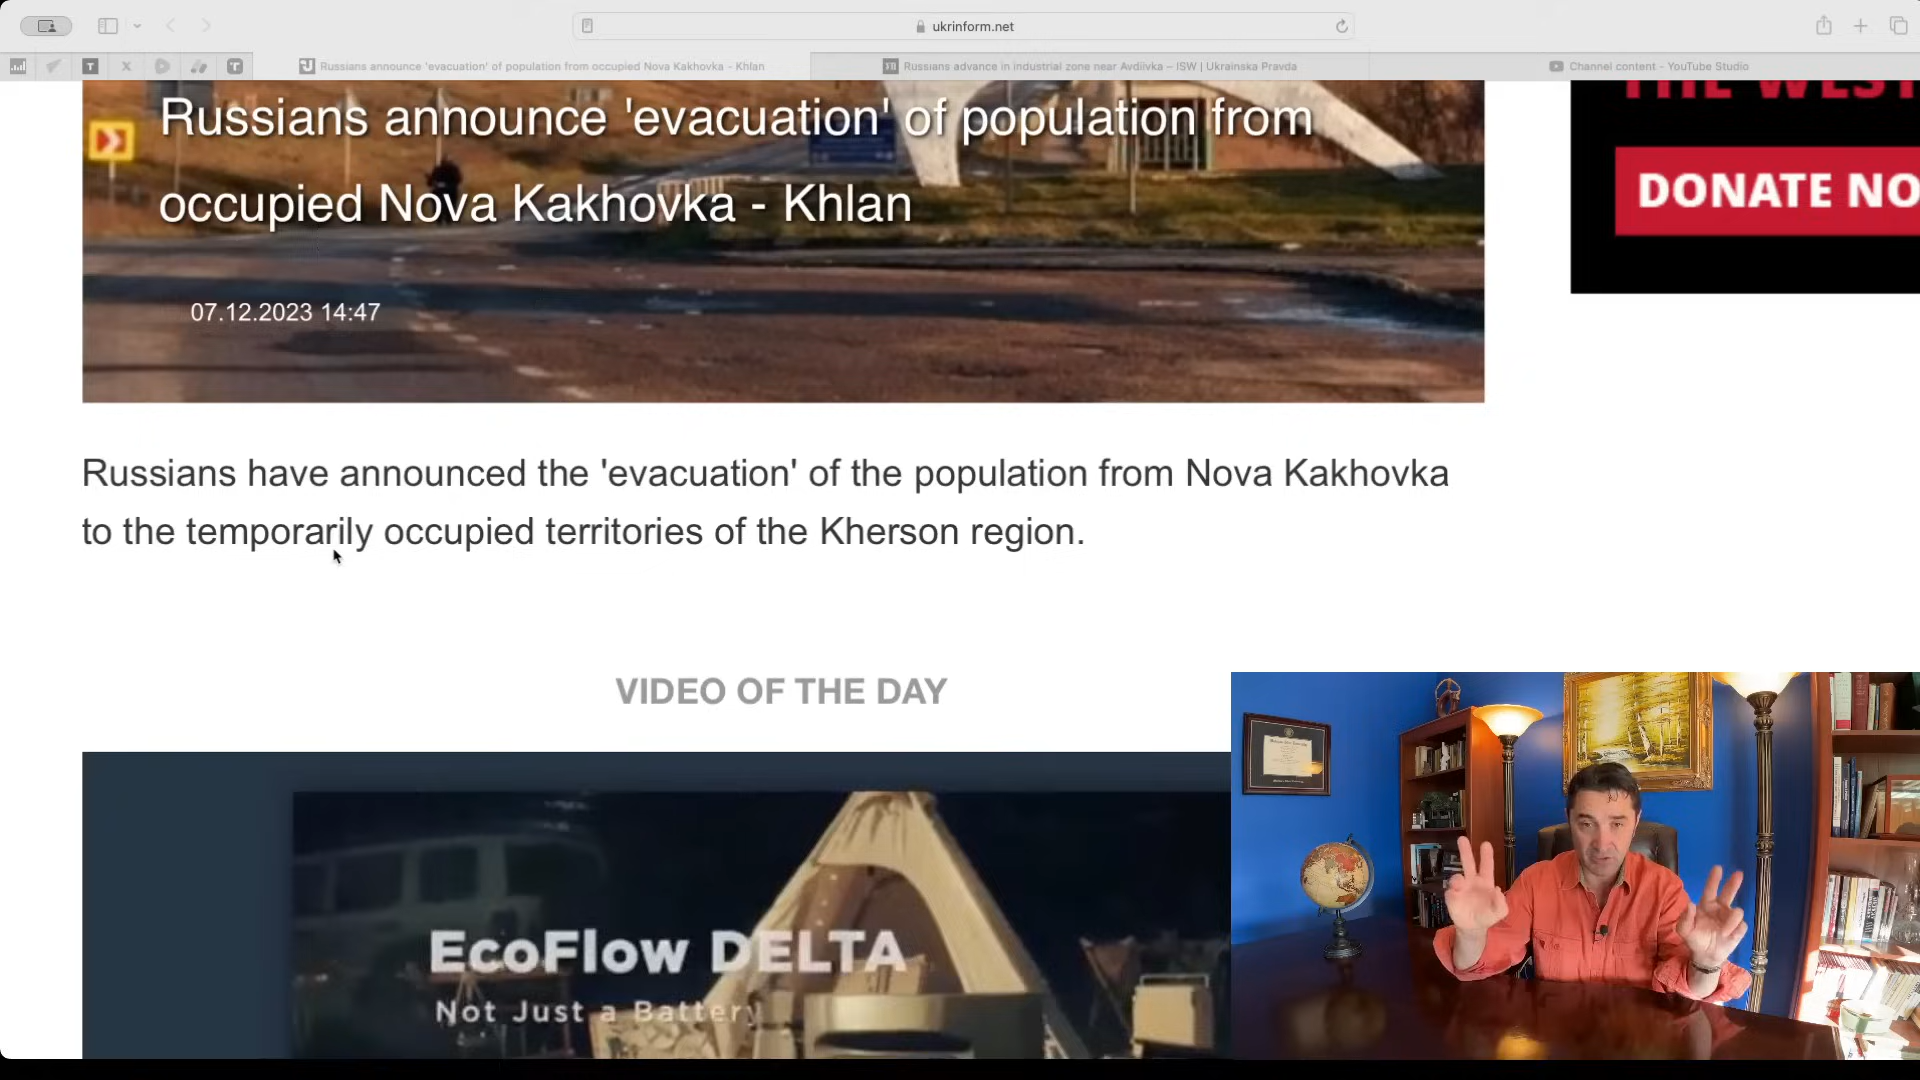 ukrinform.net
Russians announce 'evacuation' of population from occupied Nova Kakhovka - Khlan
Russians advance in industrial zone near Avdiivka – ISW | Ukrainska Pravda
Channel content - YouTube Studio
Russians announce 'evacuation' of population from
occupied Nova Kakhovka - Khlan
07.12.2023 14:47
THE WEST
DONATE NO
Russians have announced the 'evacuation' of the population from Nova Kakhovka
to the temporarily occupied territories of the Kherson region.
VIDEO OF THE DAY
EcoFlow DELTA
Not Just a Battery